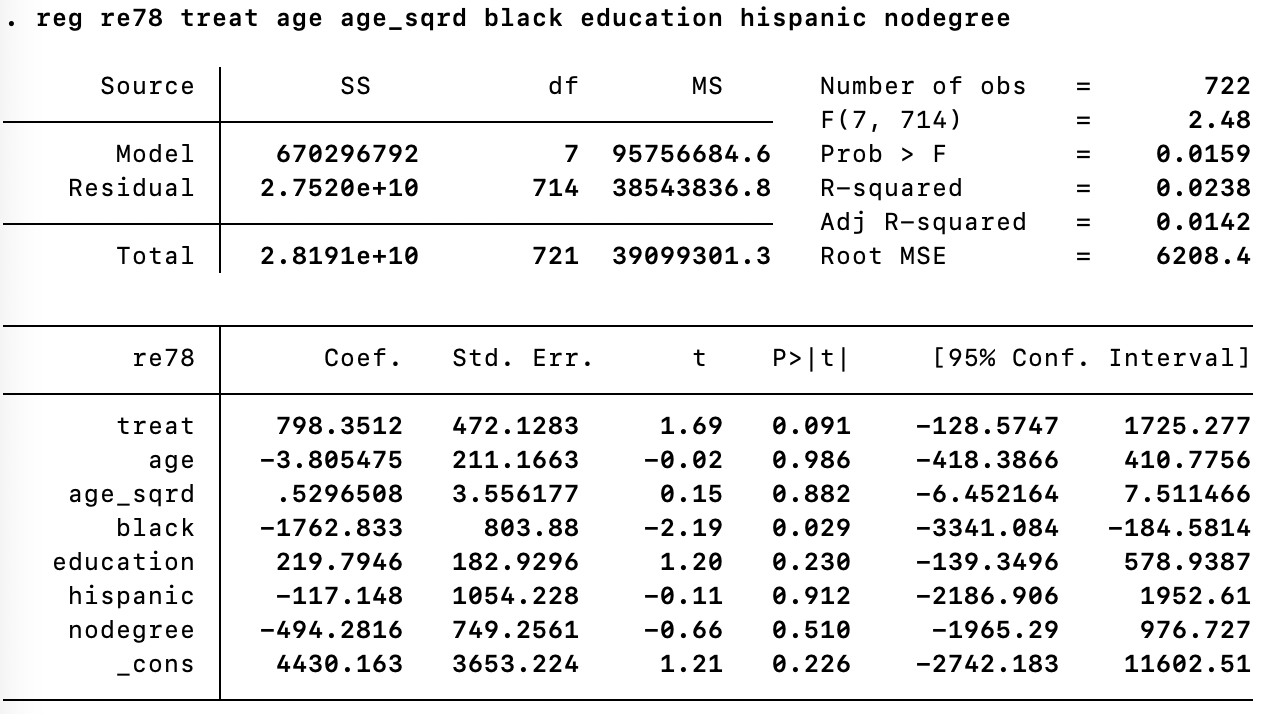 . reg re78 treat age age_sqrd black education hispanic nodegree
Source SS df MS Number of obs = 722
F(7, 714) = 2.48
Model 670296792 7 95756684.6 Prob > F = 0.0159
Residual 2.7520e+10 714 38543836.8 R-squared = 0.0238
Adj R-squared = 0.0142
Total 2.8191e+10 721 39099301.3 Root MSE = 6208.4
re78 Coef. Std. Err. t P>|t| [95% Conf. Interval]
treat 798.3512 472.1283 1.69 0.091 -128.5747 1725.277
age -3.805475 211.1663 -0.02 0.986 -418.3866 410.7756
age_sqrd .5296508 3.556177 0.15 0.882 -6.452164 7.511466
black -1762.833 803.88 -2.19 0.029 -3341.084 -184.5814
education 219.7946 182.9296 1.20 0.230 -139.3496 578.9387
hispanic -117.148 1054.228 -0.11 0.912 -2186.906 1952.61
nodegree -494.2816 749.2561 -0.66 0.510 -1965.29 976.727
_cons 4430.163 3653.224 1.21 0.226 -2742.183 11602.51